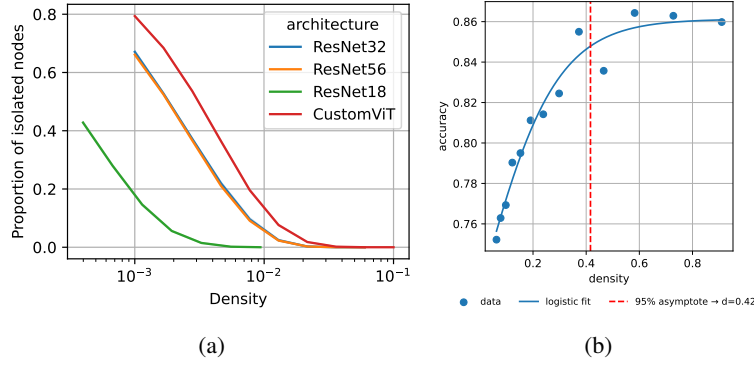 0.8
0.6
0.4
0.2
0.0
Proportion of isolated nodes
architecture
ResNet32
ResNet56
ResNet18
CustomViT
10⁻³
10⁻²
10⁻¹
Density
(a)
0.86
0.84
0.82
0.80
0.78
0.76
accuracy
0.2
0.4
0.6
0.8
density
data
logistic fit
95% asymptote → d=0.42
(b)